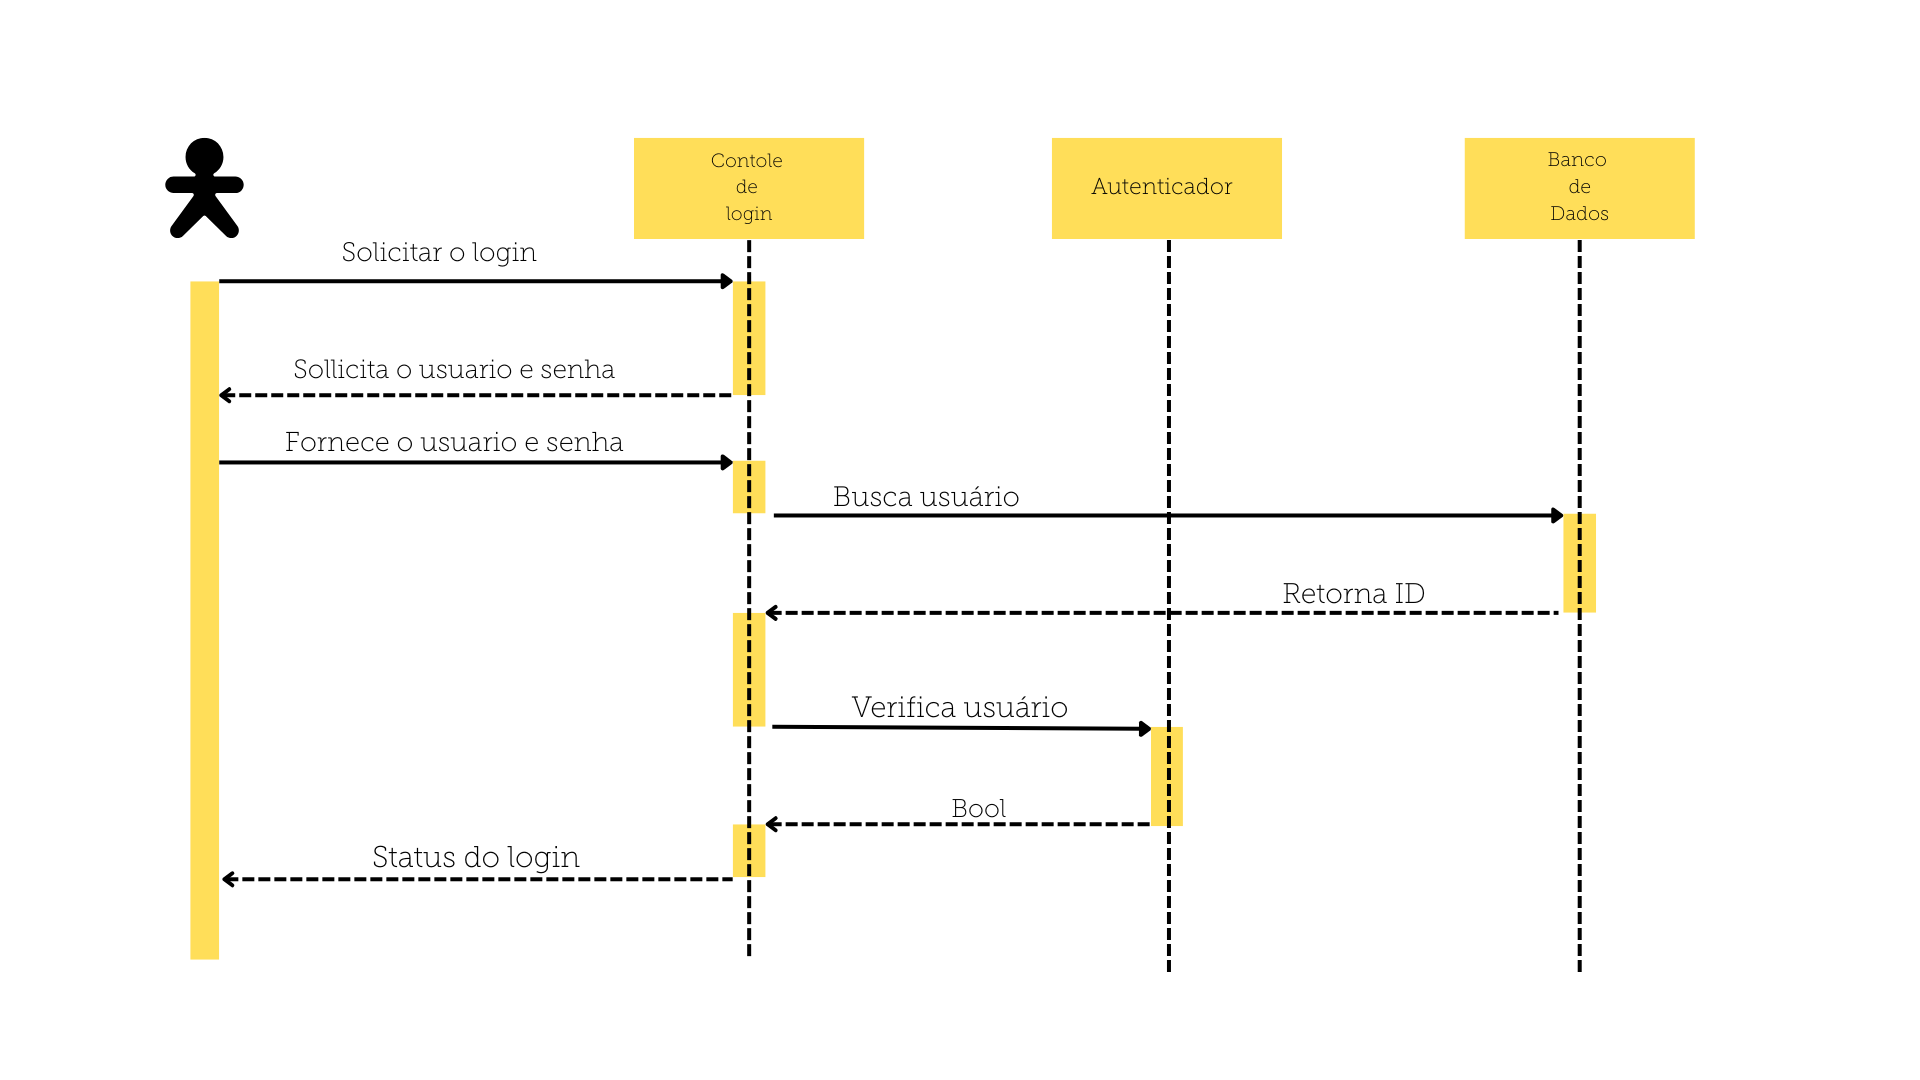 Contole
de
login
Autenticador
Banco
de
Dados
Solicitar o login
Sollicita o usuario e senha
Fornece o usuario e senha
Busca usuário
Retorna ID
Verifica usuário
Bool
Status do login